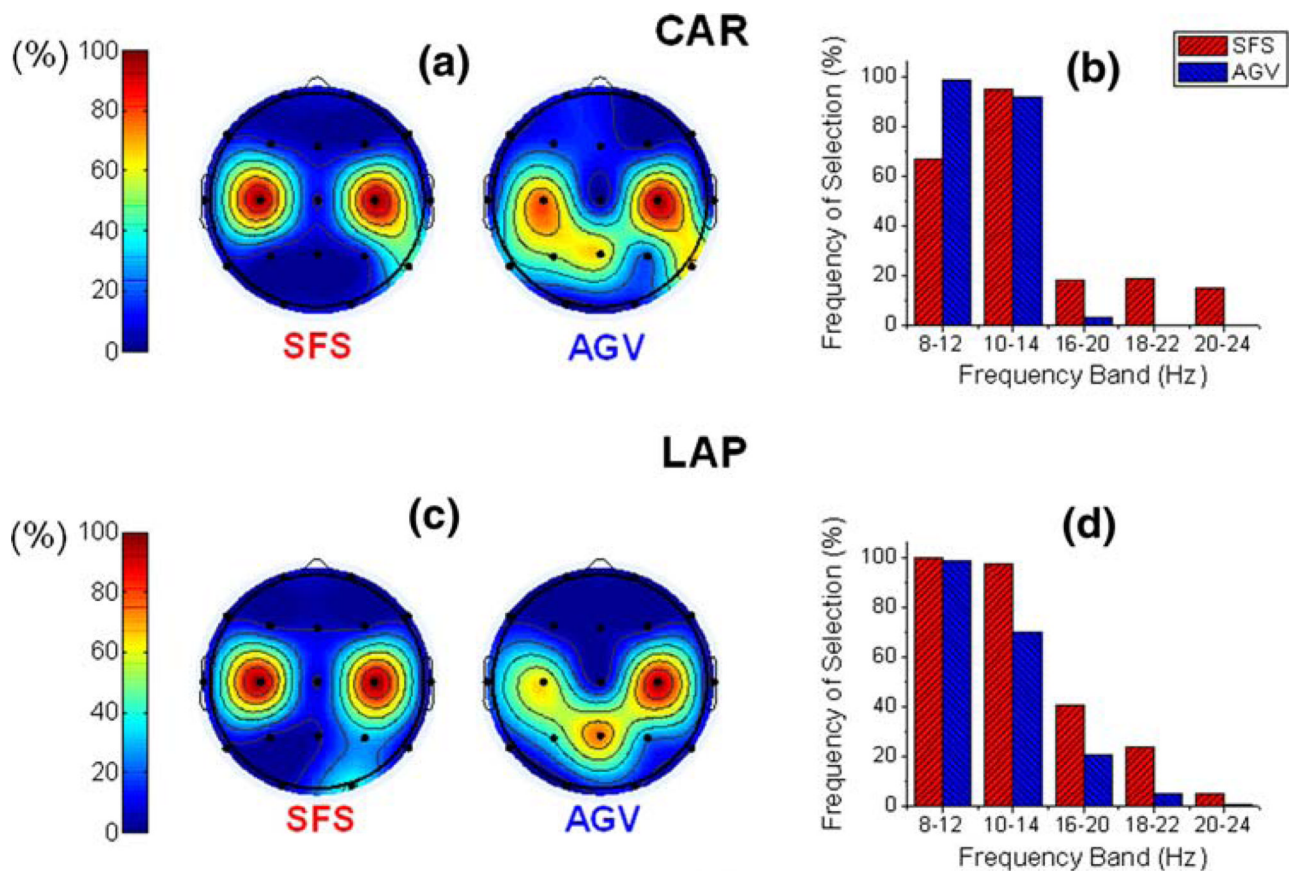 CAR
(%)
100
80
60
40
20
0
(a)
SFS
AGV
(b)
SFS
AGV
Frequency of Selection (%)
100
80
60
40
20
0
8-12 10-14 16-20 18-22 20-24
Frequency Band (Hz)
LAP
(%)
100
80
60
40
20
0
(c)
SFS
AGV
(d)
Frequency of Selection (%)
100
80
60
40
20
0
8-12 10-14 16-20 18-22 20-24
Frequency Band (Hz)